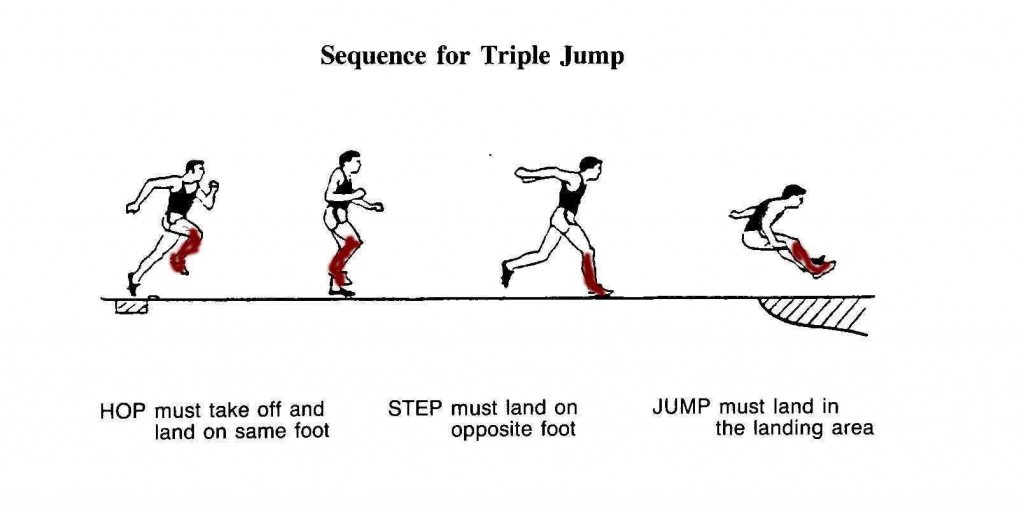 Sequence for Triple Jump
HOP must take off and
land on same foot
STEP must land on
opposite foot
JUMP must land in
the landing area